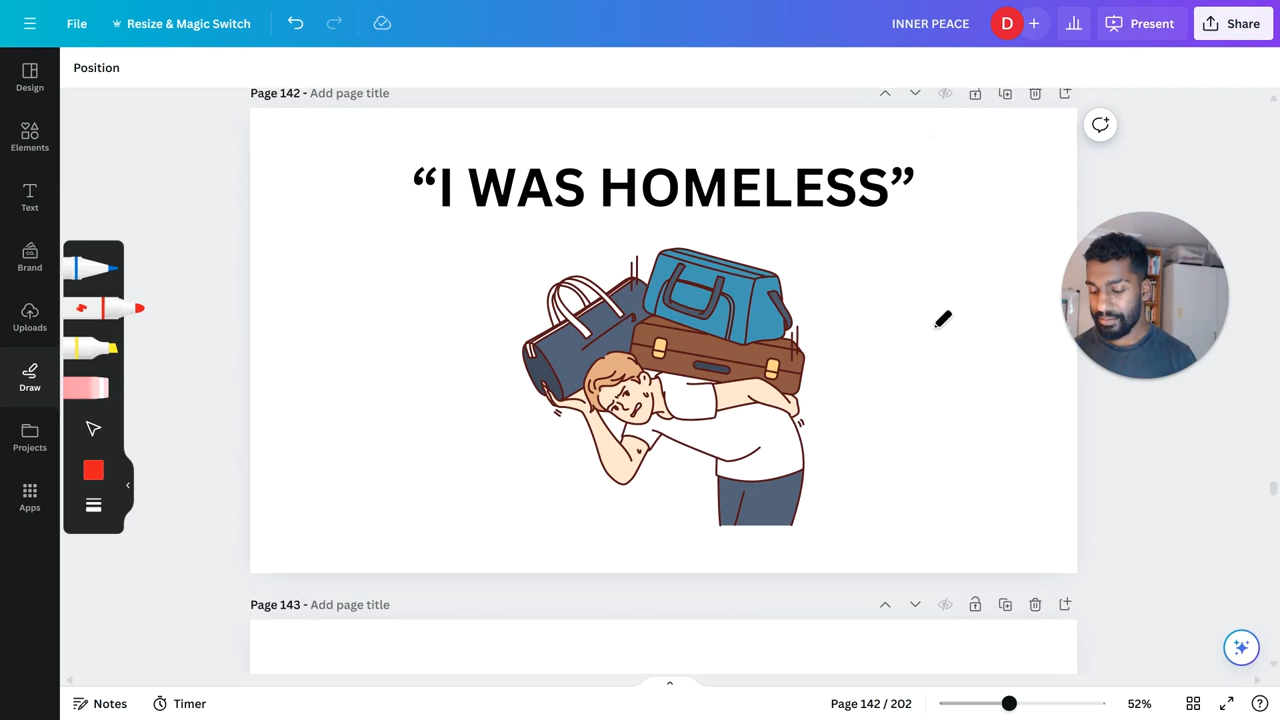 File
Resize & Magic Switch
INNER PEACE
D
Present
Share
Position
Design
Elements
Text
Brand
Uploads
Draw
Projects
Apps
Page 142 - Add page title
“I WAS HOMELESS”
Page 143 - Add page title
Notes
Timer
Page 142 / 202
52%